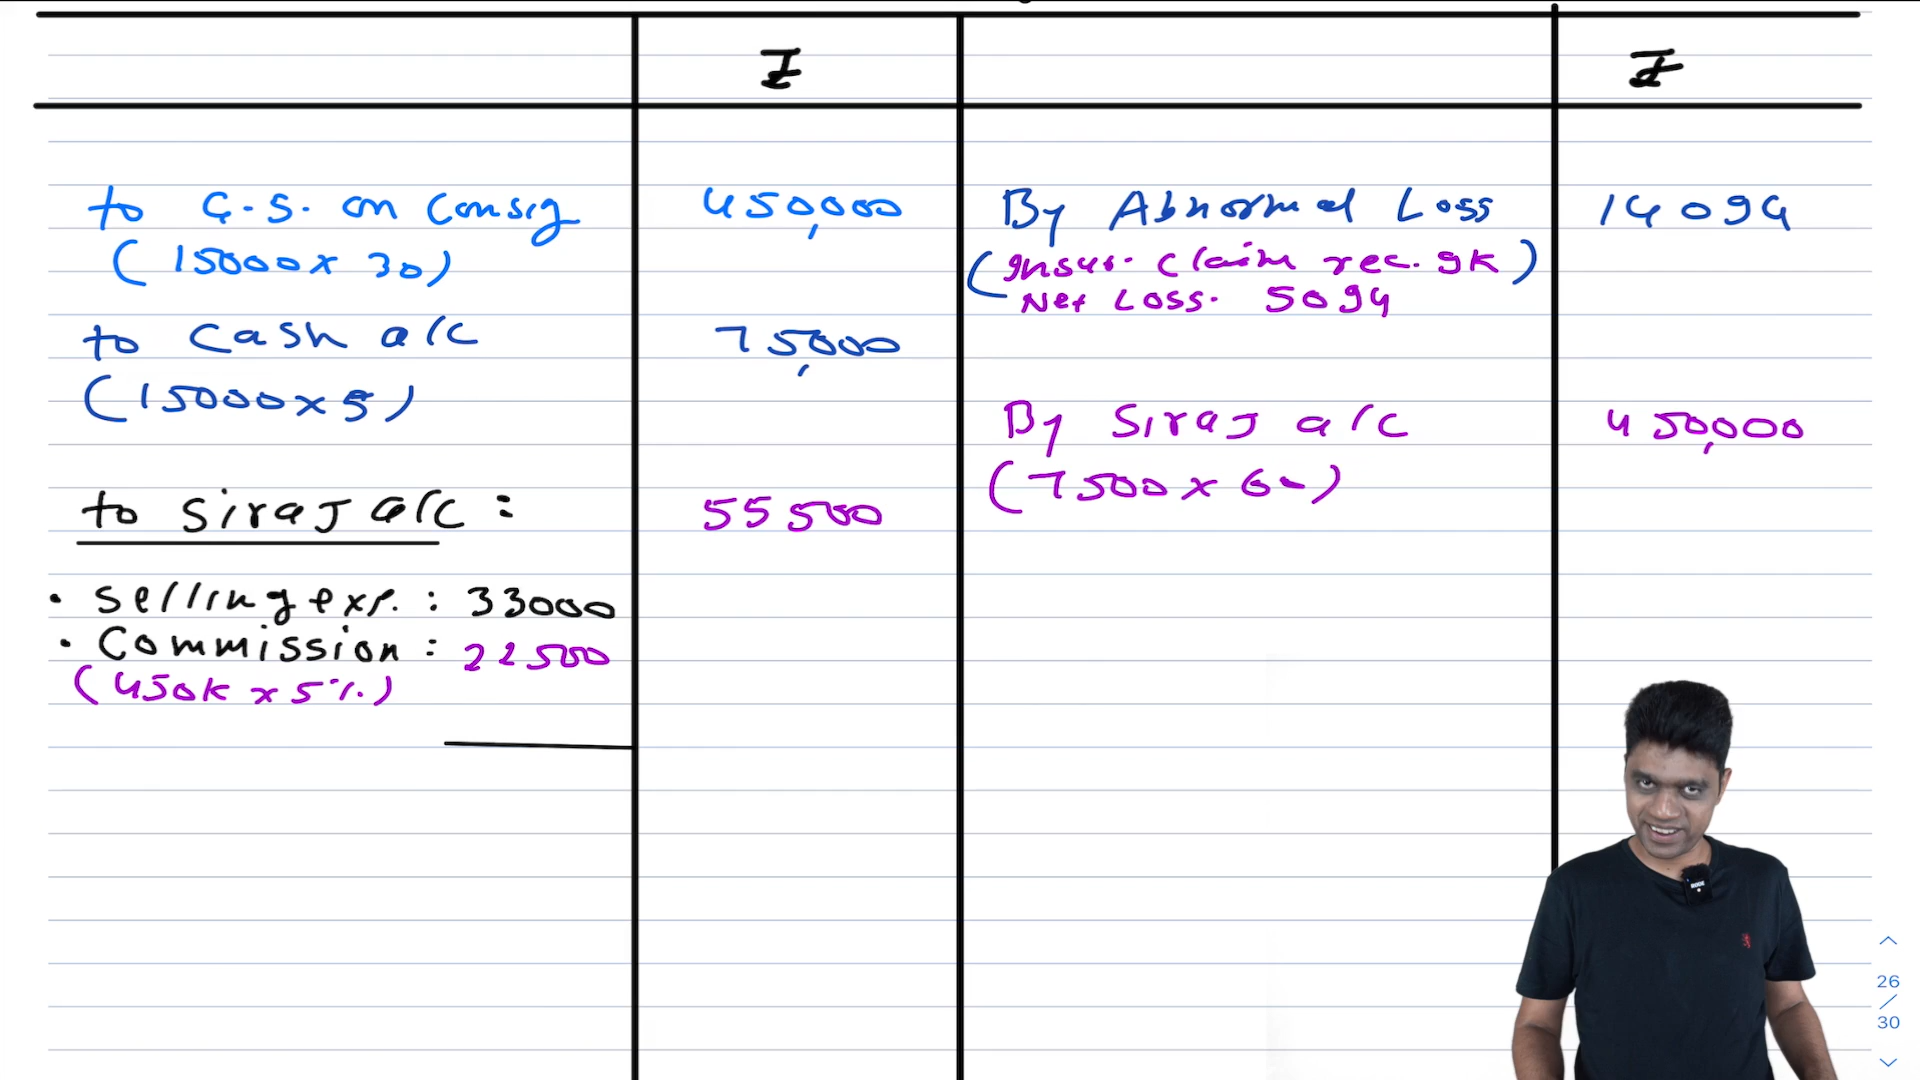 ₹
₹
to G.S. on Consig
450,000
(15000 x 30)
to Cash a/c
75,000
(15000 x 5)
to Siraj a/c :
55500
• Selling exp. : 33000
• Commission : 22500
(450K x 5%)
By Abnormal Loss
14094
(Insur. Claim rec. 9K)
Net Loss. 5094
By Siraj a/c
450,000
(7500 x 60)
RODE
26
/
30